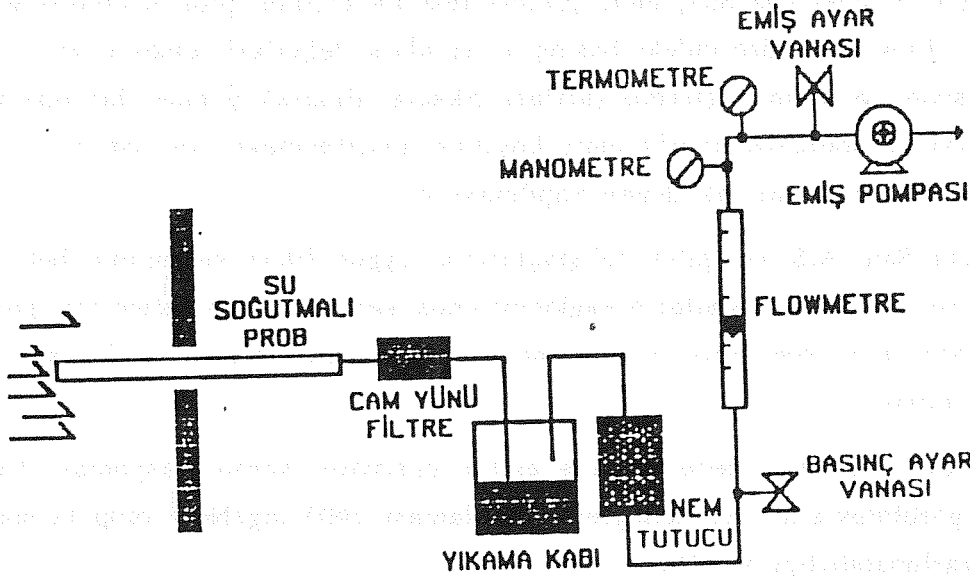 EMİŞ AYAR
VANASI
TERMOMETRE
MANOMETRE
EMİŞ POMPASI
SU
SOĞUTMALI
PROB
FLOWMETRE
CAM YÜNÜ
FİLTRE
BASINÇ AYAR
VANASI
NEM
TUTUCU
YIKAMA KABI